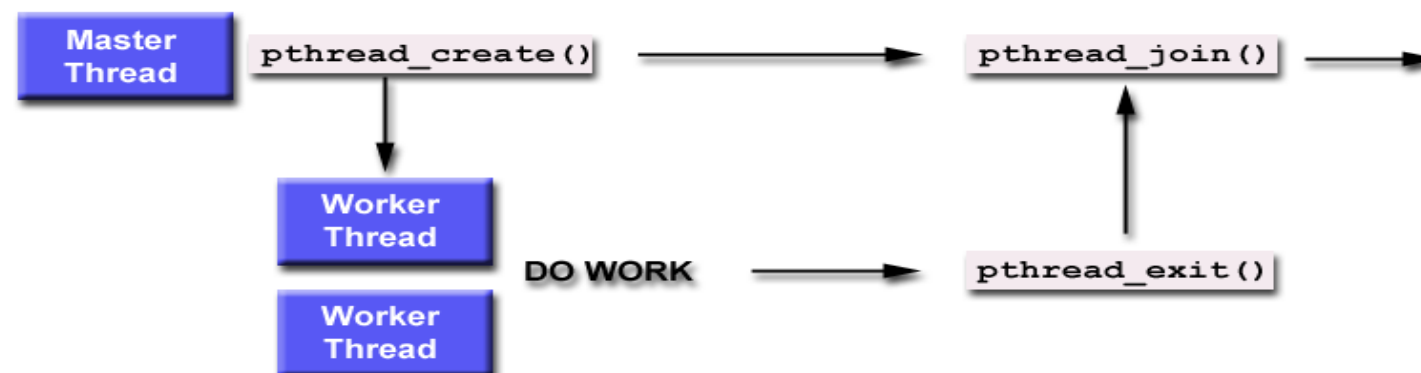 Master
Thread
pthread_create()
pthread_join()
Worker
Thread
DO WORK
pthread_exit()
Worker
Thread